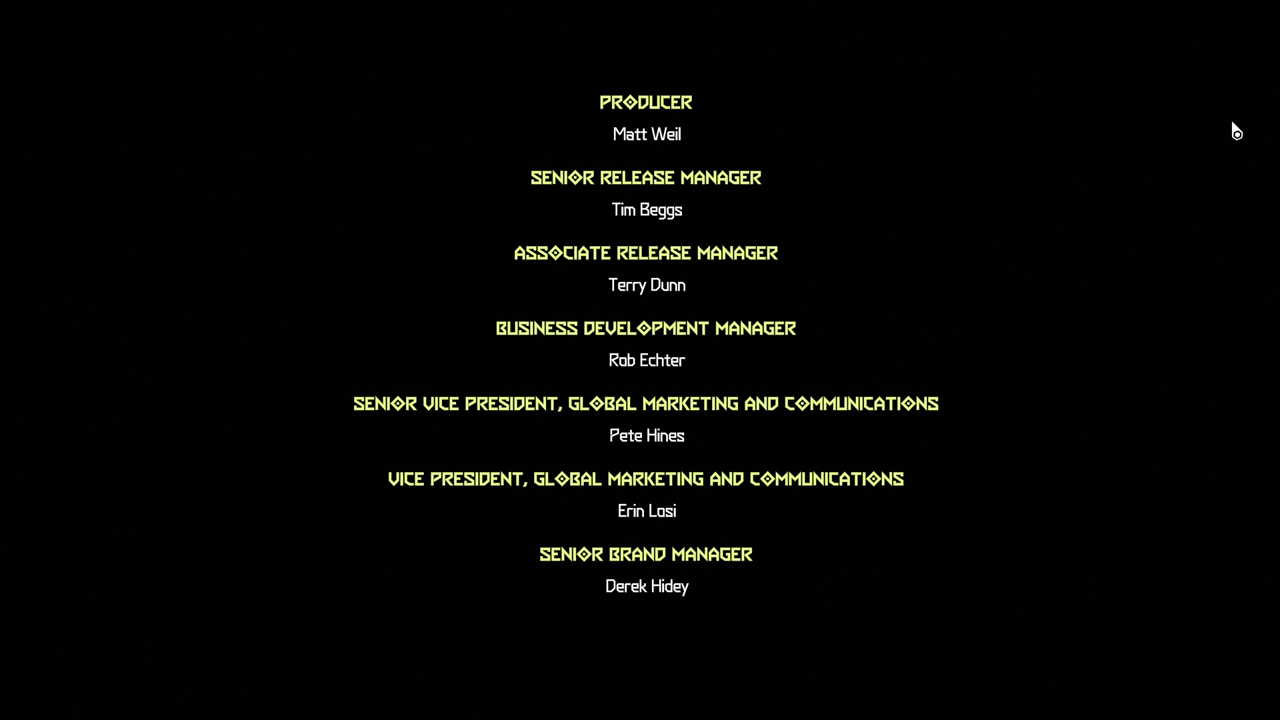 PRODUCER
Matt Weil
SENIOR RELEASE MANAGER
Tim Beggs
ASSOCIATE RELEASE MANAGER
Terry Dunn
BUSINESS DEVELOPMENT MANAGER
Rob Echter
SENIOR VICE PRESIDENT, GLOBAL MARKETING AND COMMUNICATIONS
Pete Hines
VICE PRESIDENT, GLOBAL MARKETING AND COMMUNICATIONS
Erin Losi
SENIOR BRAND MANAGER
Derek Hidey